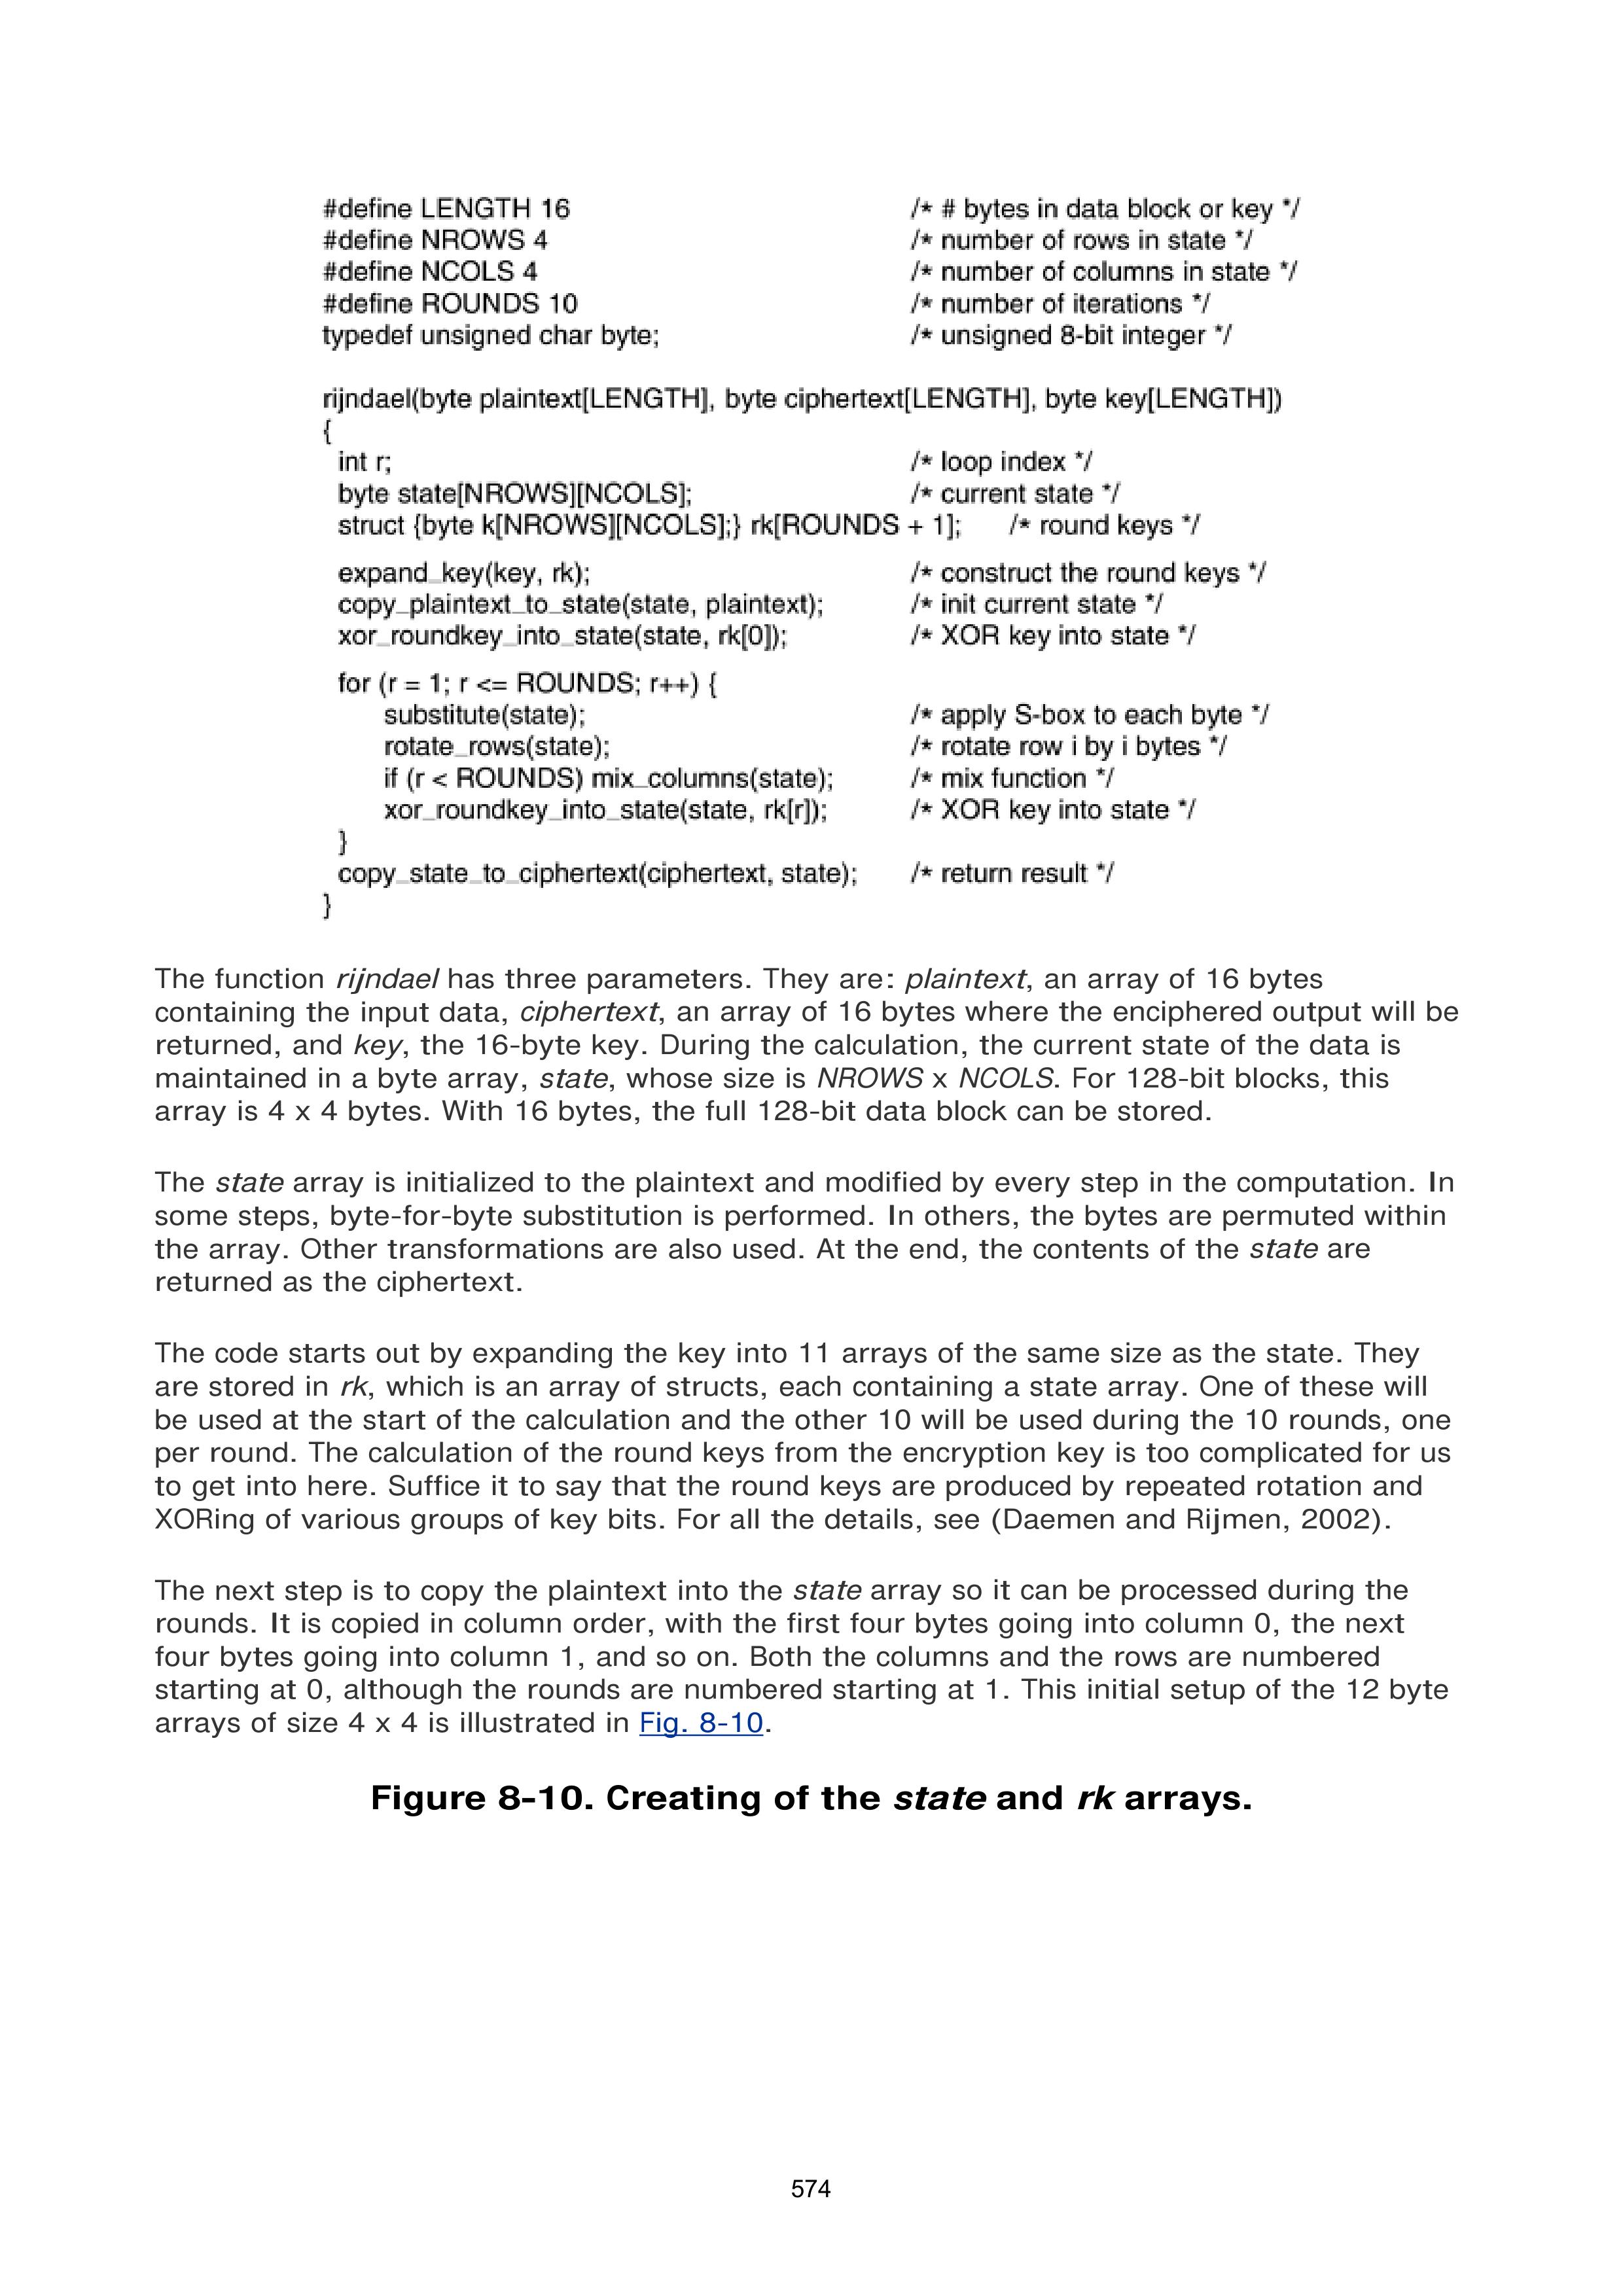 #define LENGTH 16 /* # bytes in data block or key */
#define NROWS 4 /* number of rows in state */
#define NCOLS 4 /* number of columns in state */
#define ROUNDS 10 /* number of iterations */
typedef unsigned char byte; /* unsigned 8-bit integer */
rijndael(byte plaintext[LENGTH], byte ciphertext[LENGTH], byte key[LENGTH])
{
int r; /* loop index */
byte state[NROWS][NCOLS]; /* current state */
struct {byte k[NROWS][NCOLS];} rk[ROUNDS + 1]; /* round keys */
expand_key(key, rk); /* construct the round keys */
copy_plaintext_to_state(state, plaintext); /* init current state */
xor_roundkey_into_state(state, rk[0]); /* XOR key into state */
for (r = 1; r <= ROUNDS; r++) {
substitute(state); /* apply S-box to each byte */
rotate_rows(state); /* rotate row i by i bytes */
if (r < ROUNDS) mix_columns(state); /* mix function */
xor_roundkey_into_state(state, rk[r]); /* XOR key into state */
}
copy_state_to_ciphertext(ciphertext, state); /* return result */
}
The function rijndael has three parameters. They are: plaintext, an array of 16 bytes
containing the input data, ciphertext, an array of 16 bytes where the enciphered output will be
returned, and key, the 16-byte key. During the calculation, the current state of the data is
maintained in a byte array, state, whose size is NROWS x NCOLS. For 128-bit blocks, this
array is 4 x 4 bytes. With 16 bytes, the full 128-bit data block can be stored.
The state array is initialized to the plaintext and modified by every step in the computation. In
some steps, byte-for-byte substitution is performed. In others, the bytes are permuted within
the array. Other transformations are also used. At the end, the contents of the state are
returned as the ciphertext.
The code starts out by expanding the key into 11 arrays of the same size as the state. They
are stored in rk, which is an array of structs, each containing a state array. One of these will
be used at the start of the calculation and the other 10 will be used during the 10 rounds, one
per round. The calculation of the round keys from the encryption key is too complicated for us
to get into here. Suffice it to say that the round keys are produced by repeated rotation and
XORing of various groups of key bits. For all the details, see (Daemen and Rijmen, 2002).
The next step is to copy the plaintext into the state array so it can be processed during the
rounds. It is copied in column order, with the first four bytes going into column 0, the next
four bytes going into column 1, and so on. Both the columns and the rows are numbered
starting at 0, although the rounds are numbered starting at 1. This initial setup of the 12 byte
arrays of size 4 x 4 is illustrated in Fig. 8-10.
Figure 8-10. Creating of the state and rk arrays.
574